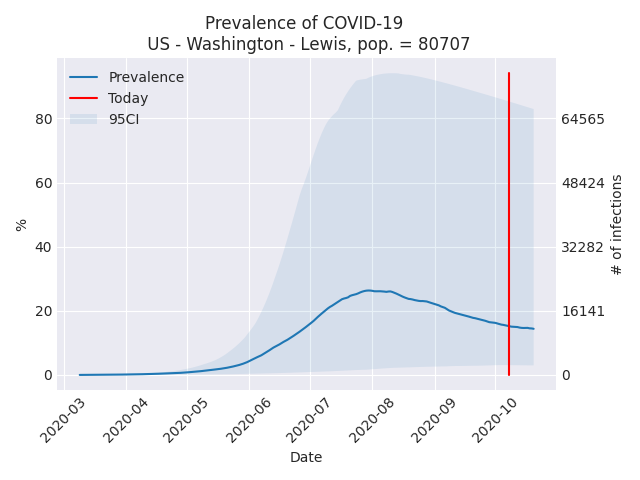 Prevalence of COVID-19
US - Washington - Lewis, pop. = 80707
Prevalence
Today
95CI
80
60
40
20
0
%
64565
48424
32282
16141
0
# of infections
2020-03
2020-04
2020-05
2020-06
2020-07
2020-08
2020-09
2020-10
Date